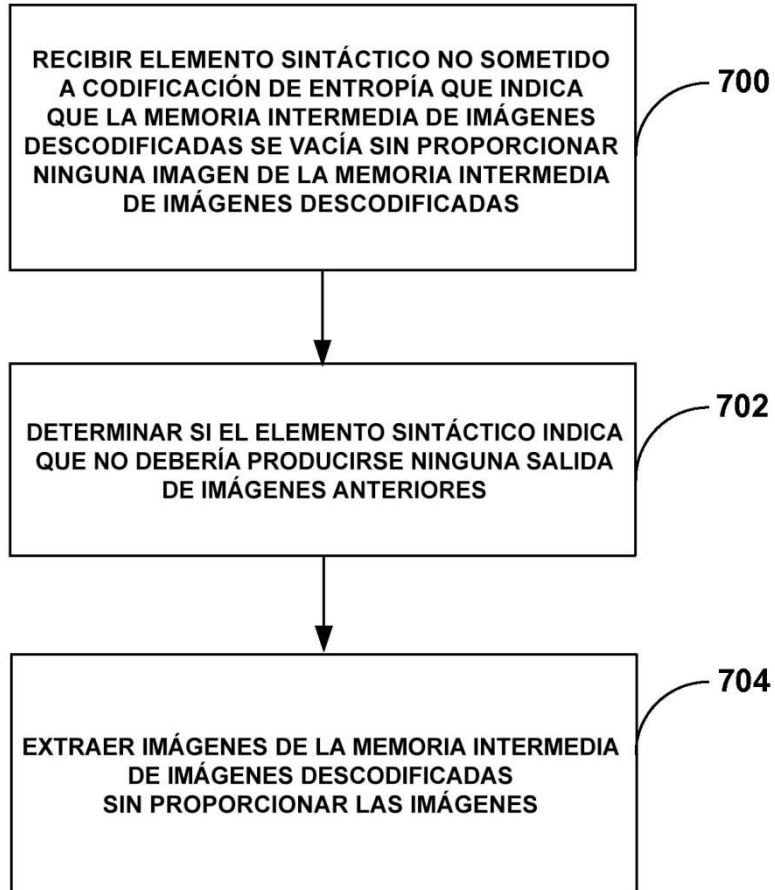 RECIBIR ELEMENTO SINTÁCTICO NO SOMETIDO
A CODIFICACIÓN DE ENTROPÍA QUE INDICA
QUE LA MEMORIA INTERMEDIA DE IMÁGENES
DESCODIFICADAS SE VACÍA SIN PROPORCIONAR
NINGUNA IMAGEN DE LA MEMORIA INTERMEDIA
DE IMÁGENES DESCODIFICADAS
700
DETERMINAR SI EL ELEMENTO SINTÁCTICO INDICA
QUE NO DEBERÍA PRODUCIRSE NINGUNA SALIDA
DE IMÁGENES ANTERIORES
702
EXTRAER IMÁGENES DE LA MEMORIA INTERMEDIA
DE IMÁGENES DESCODIFICADAS
SIN PROPORCIONAR LAS IMÁGENES
704